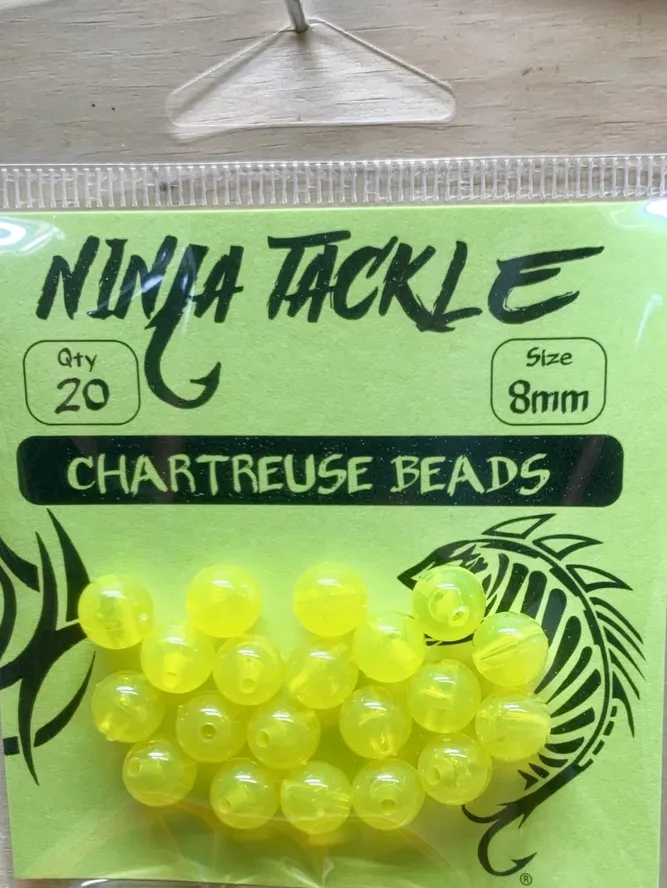 NINJA TACKLE
Qty
20
Size
8mm
CHARTREUSE BEADS
®